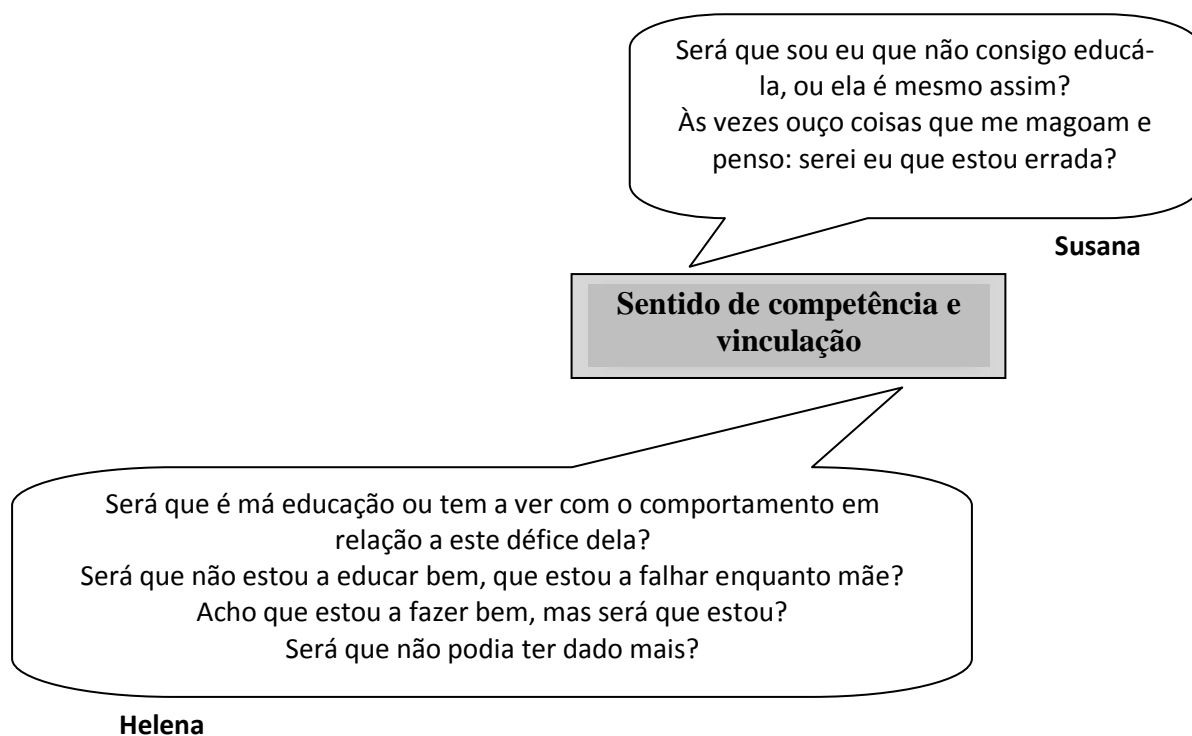 Será que sou eu que não consigo educá-
la, ou ela é mesmo assim?
Às vezes ouço coisas que me magoam e
penso: serei eu que estou errada?
Susana
Sentido de competência e
vinculação
Será que é má educação ou tem a ver com o comportamento em
relação a este défice dela?
Será que não estou a educar bem, que estou a falhar enquanto mãe?
Acho que estou a fazer bem, mas será que estou?
Será que não podia ter dado mais?
Helena